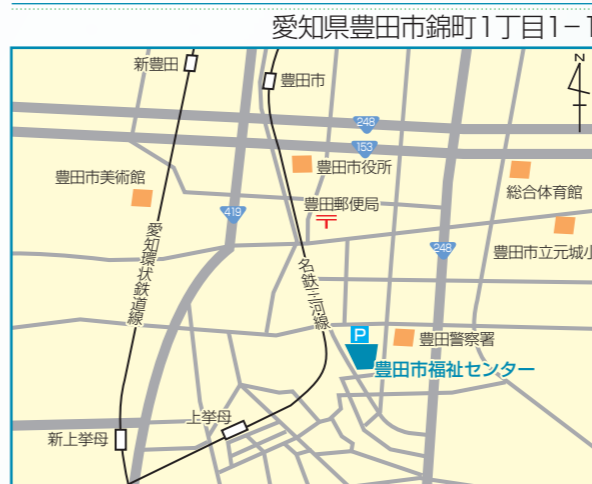 愛知県豊田市錦町1丁目1−1
新豊田
豊田市
N
248
153
豊田市美術館
豊田市役所
総合体育館
豊田郵便局
419
愛知環状鉄道線
名鉄三河線
248
豊田市立元城小
P
豊田警察署
豊田市福祉センター
上挙母
新上挙母